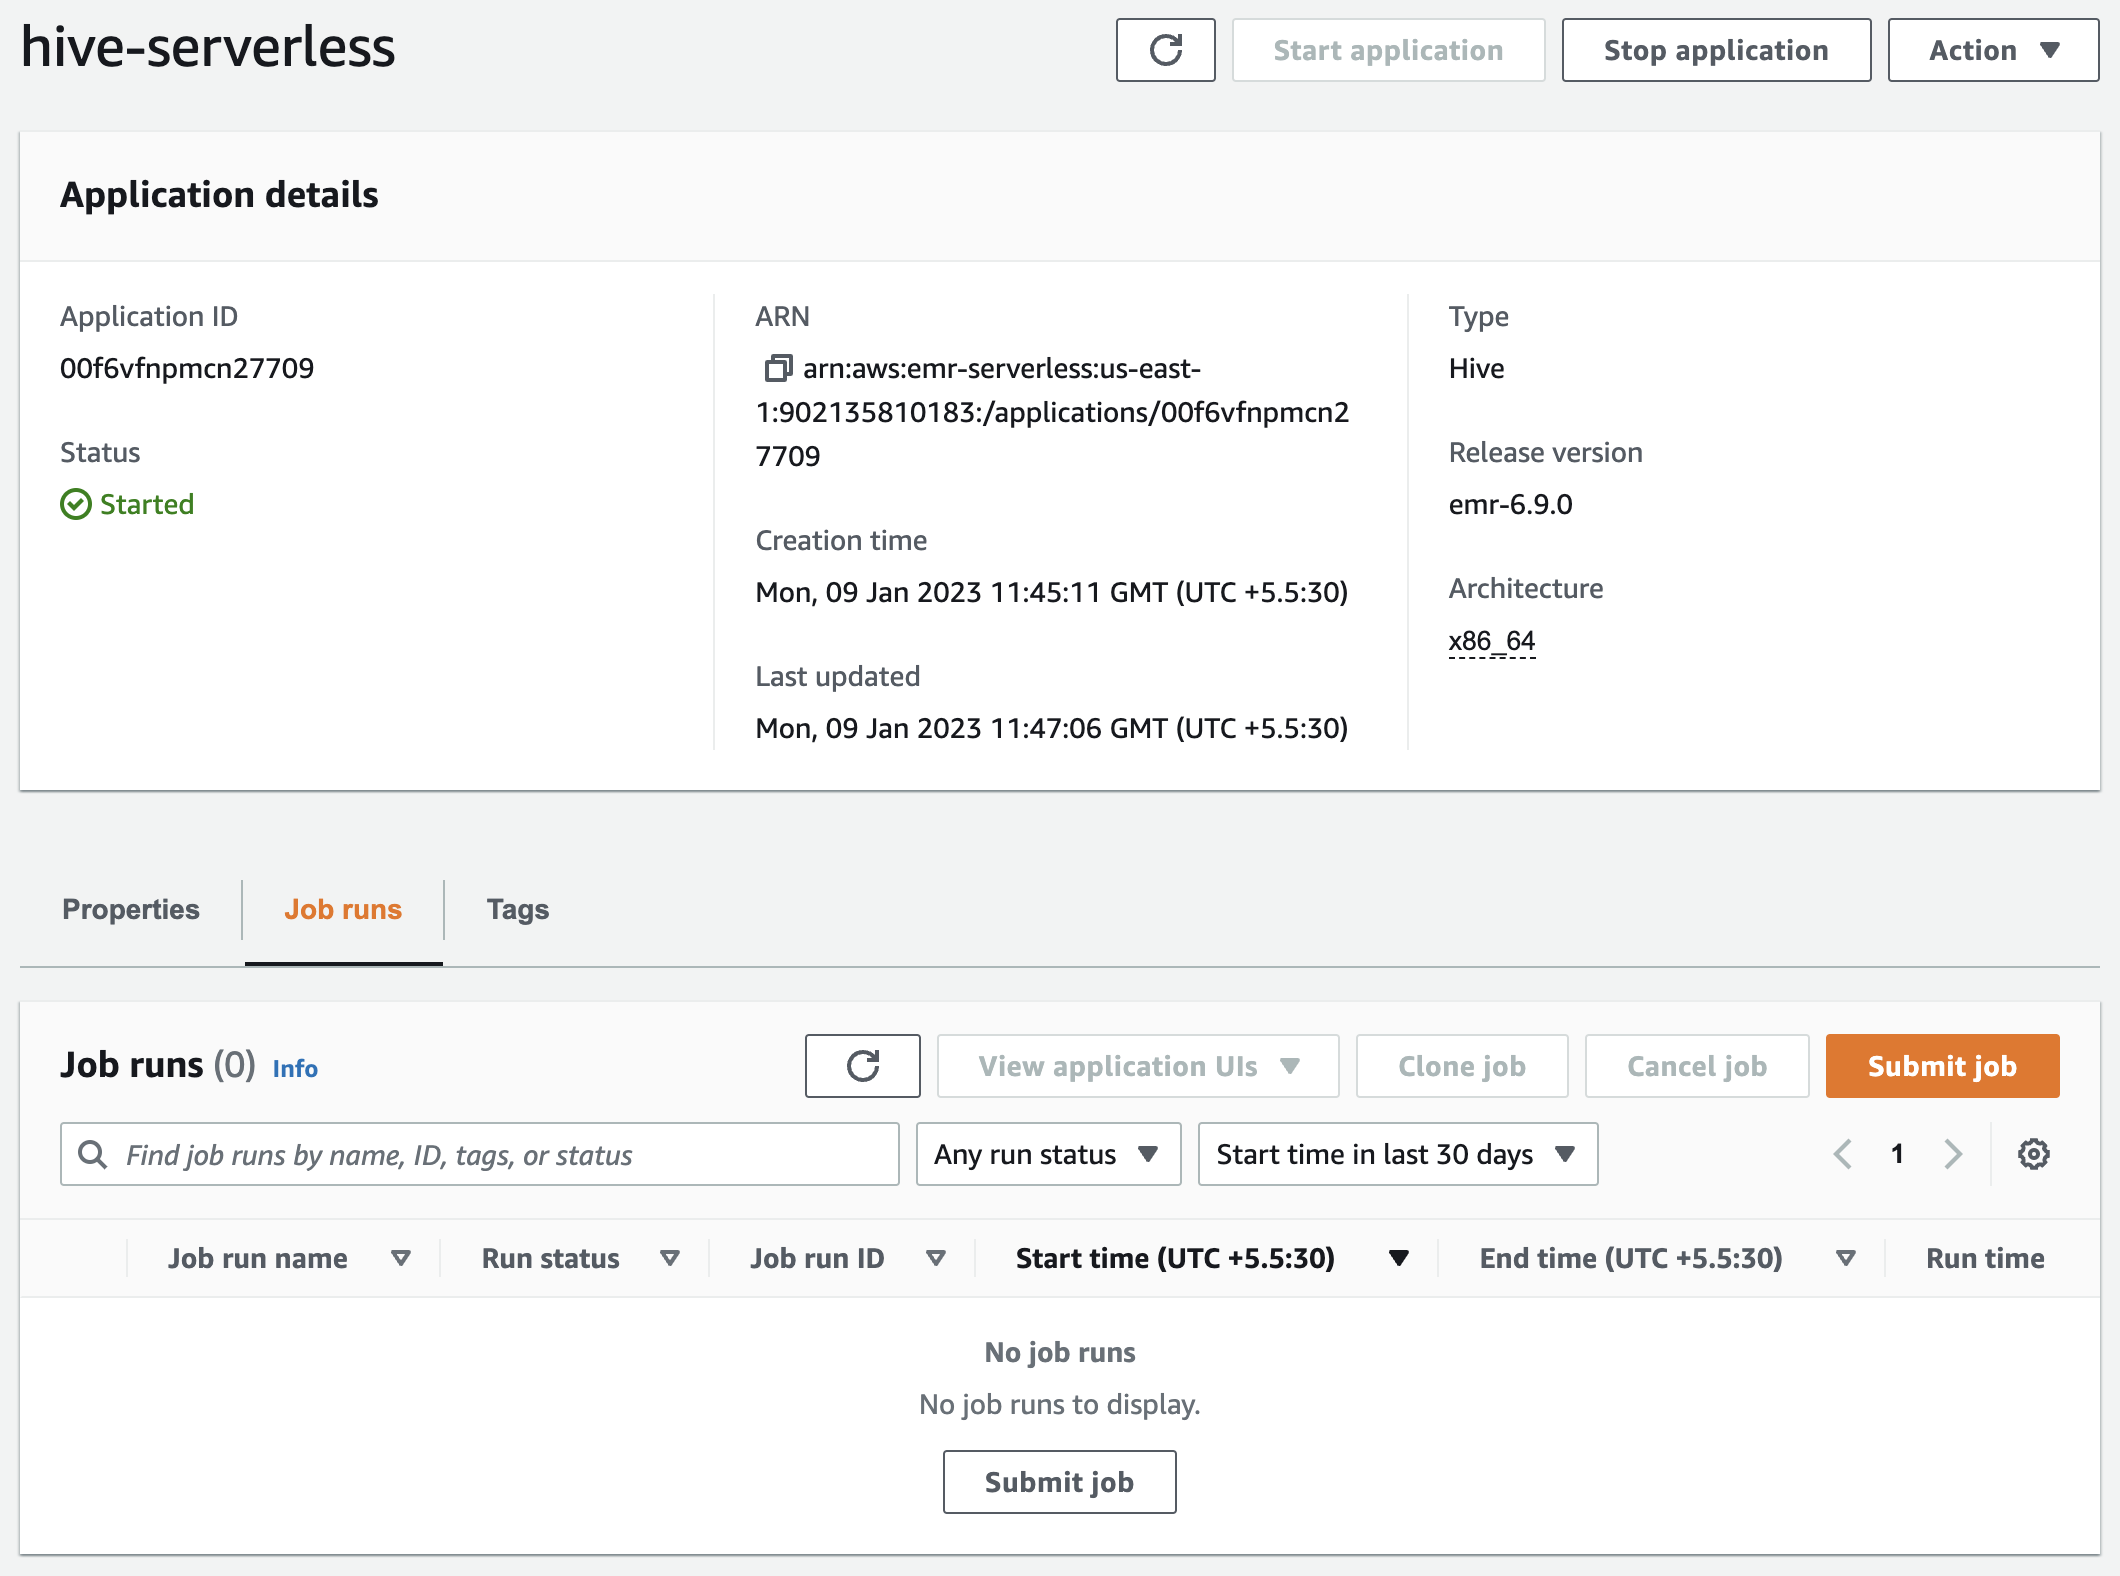 hive-serverless
Start application
Stop application
Action
Application details
Application ID
00f6vfnpmcn27709
Status
Started
ARN
arn:aws:emr-serverless:us-east-
1:902135810183:/applications/00f6vfnpmcn2
7709
Creation time
Mon, 09 Jan 2023 11:45:11 GMT (UTC +5.5:30)
Last updated
Mon, 09 Jan 2023 11:47:06 GMT (UTC +5.5:30)
Type
Hive
Release version
emr-6.9.0
Architecture
x86_64
Properties
Job runs
Tags
Job runs (0) Info
View application UIs
Clone job
Cancel job
Submit job
Find job runs by name, ID, tags, or status
Any run status
Start time in last 30 days
1
Job run name
Run status
Job run ID
Start time (UTC +5.5:30)
End time (UTC +5.5:30)
Run time
No job runs
No job runs to display.
Submit job